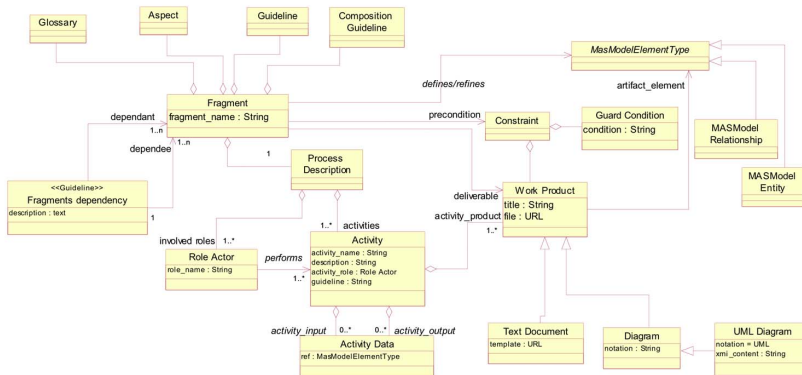 Glossary
Aspect
Guideline
Composition
Guideline
MasModelElementType
defines/refines
artifact_element
Fragment
fragment_name : String
dependant
1..n
1..n
dependee
precondition
Constraint
Guard Condition
condition : String
MASModel
Relationship
MASModel
Entity
1
Process
Description
<<Guideline>>
Fragments dependency
description : text
1
deliverable
Work Product
title : String
file : URL
activity_product
1..*
1..*
activities
involved roles
1..*
Role Actor
role_name : String
performs
1..*
Activity
activity_name : String
description : String
activity_role : Role Actor
guideline : String
activity_input
0..*
0..*
activity_output
Activity Data
ref : MasModelElementType
Text Document
template : URL
Diagram
notation : String
UML Diagram
notation = UML
xmi_content : String